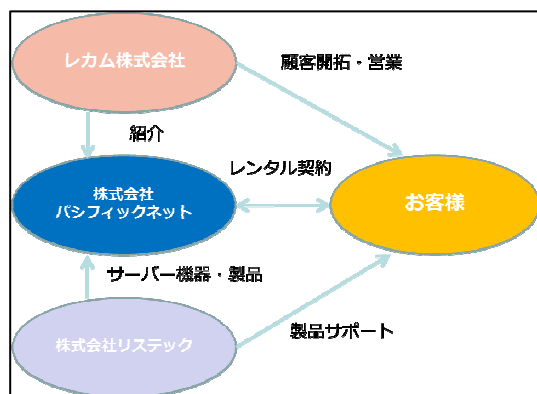 レカム株式会社
顧客開拓・営業
紹介
レンタル契約
株式会社
パシフィックネット
お客様
サーバー機器・製品
製品サポート
株式会社リステック